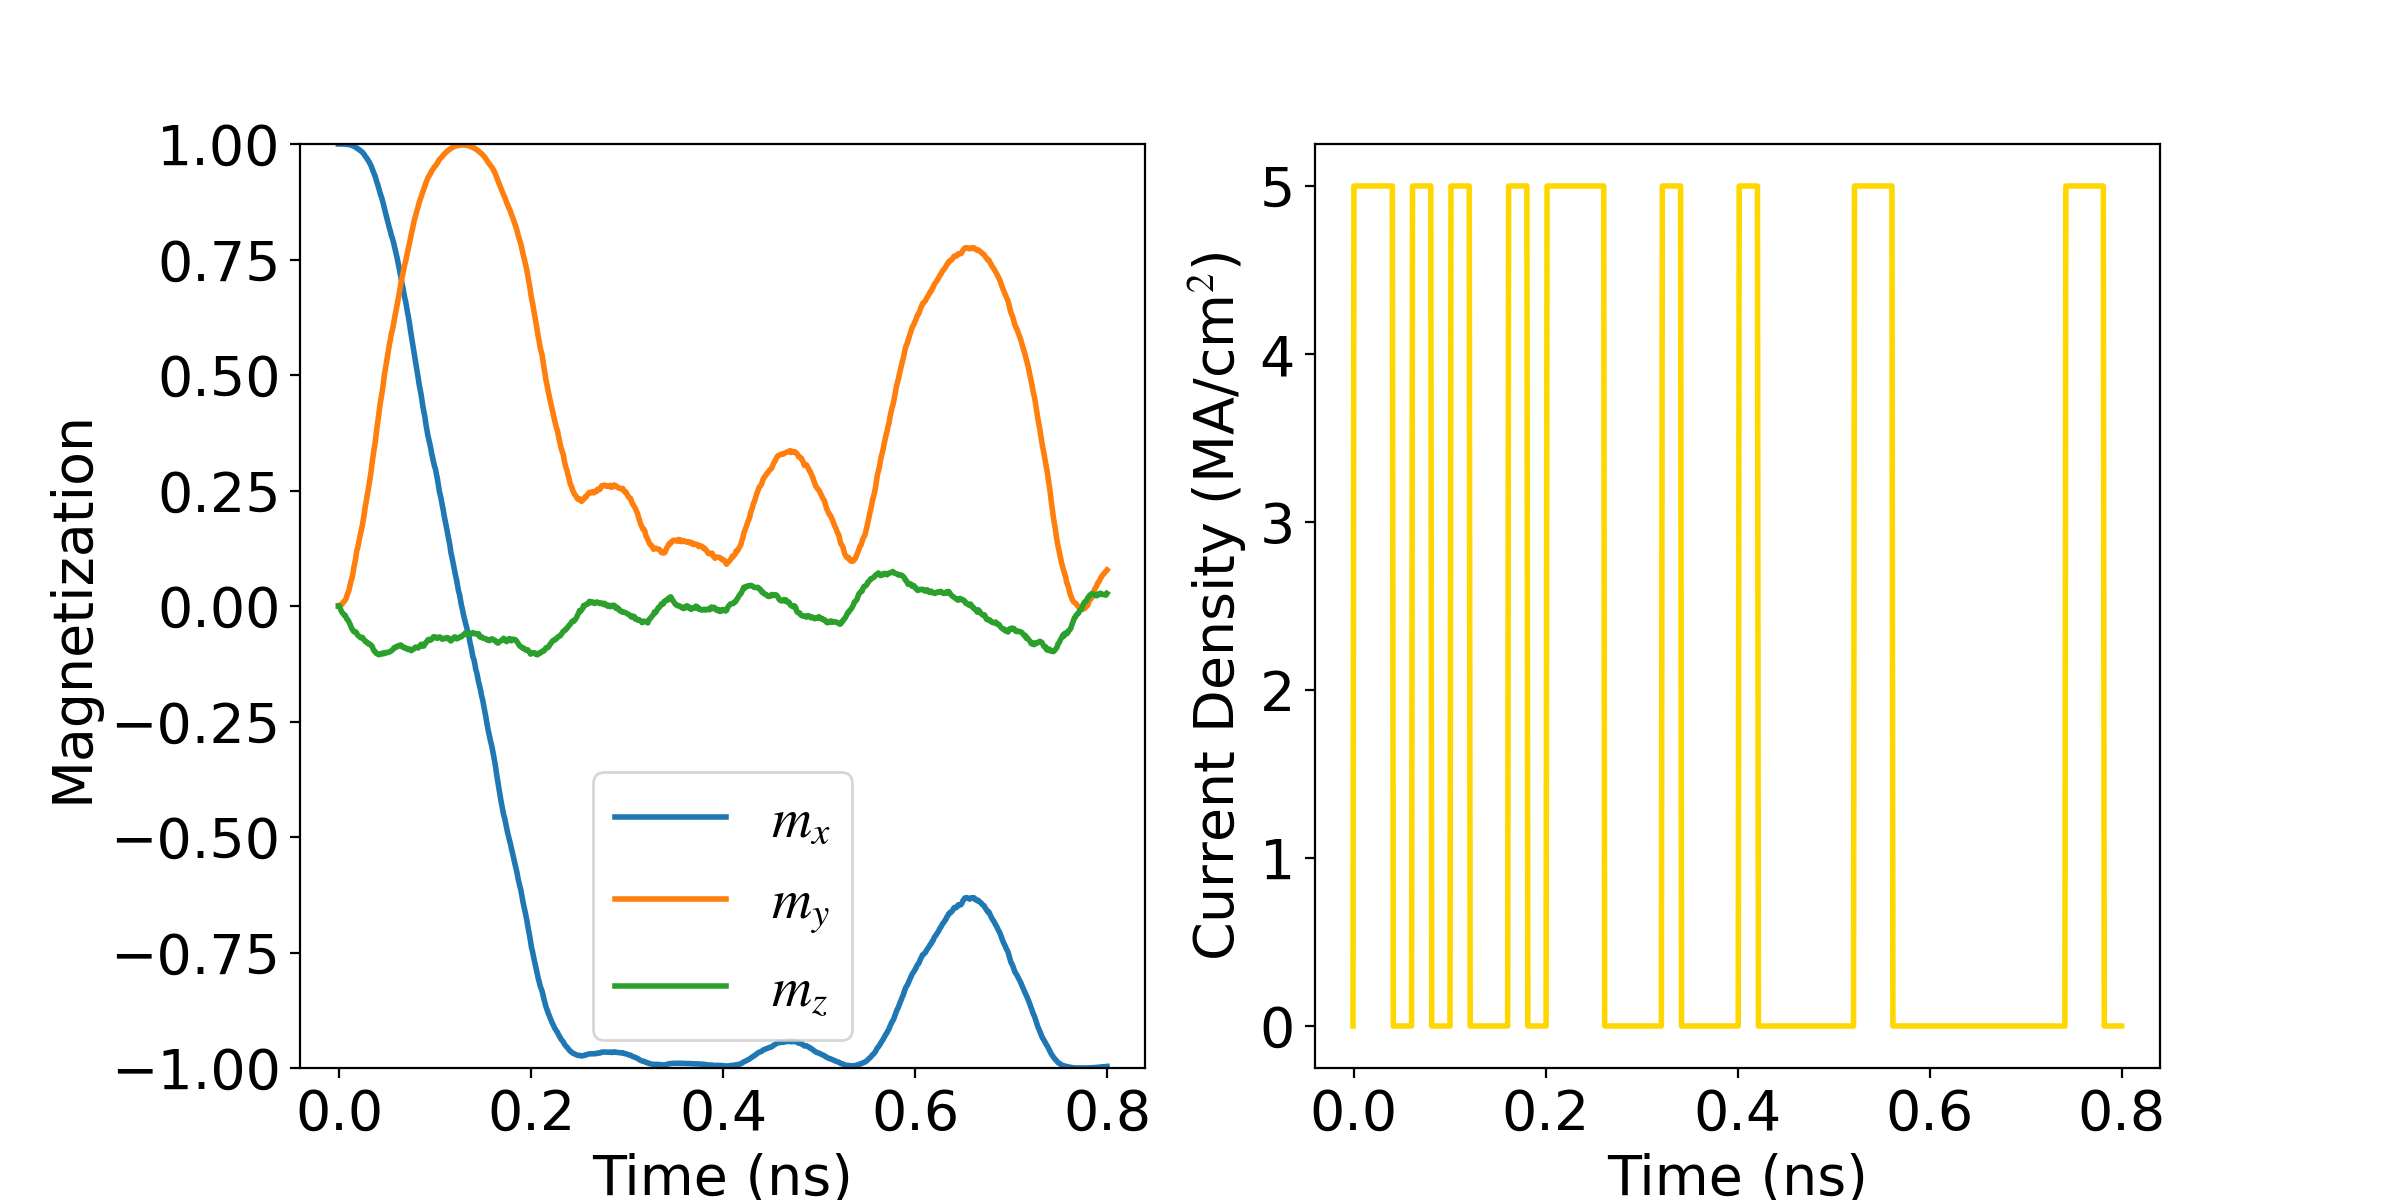 Magnetization
1.00
0.75
0.50
0.25
0.00
−0.25
−0.50
−0.75
−1.00
0.0 0.2 0.4 0.6 0.8
Time (ns)
m_x
m_y
m_z
Current Density (MA/cm²)
5
4
3
2
1
0
0.0 0.2 0.4 0.6 0.8
Time (ns)